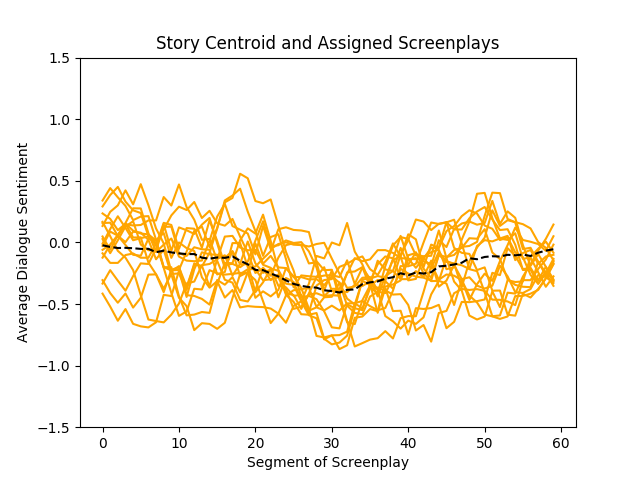 Story Centroid and Assigned Screenplays
1.5
1.0
0.5
0.0
−0.5
−1.0
−1.5
Average Dialogue Sentiment
0 10 20 30 40 50 60
Segment of Screenplay